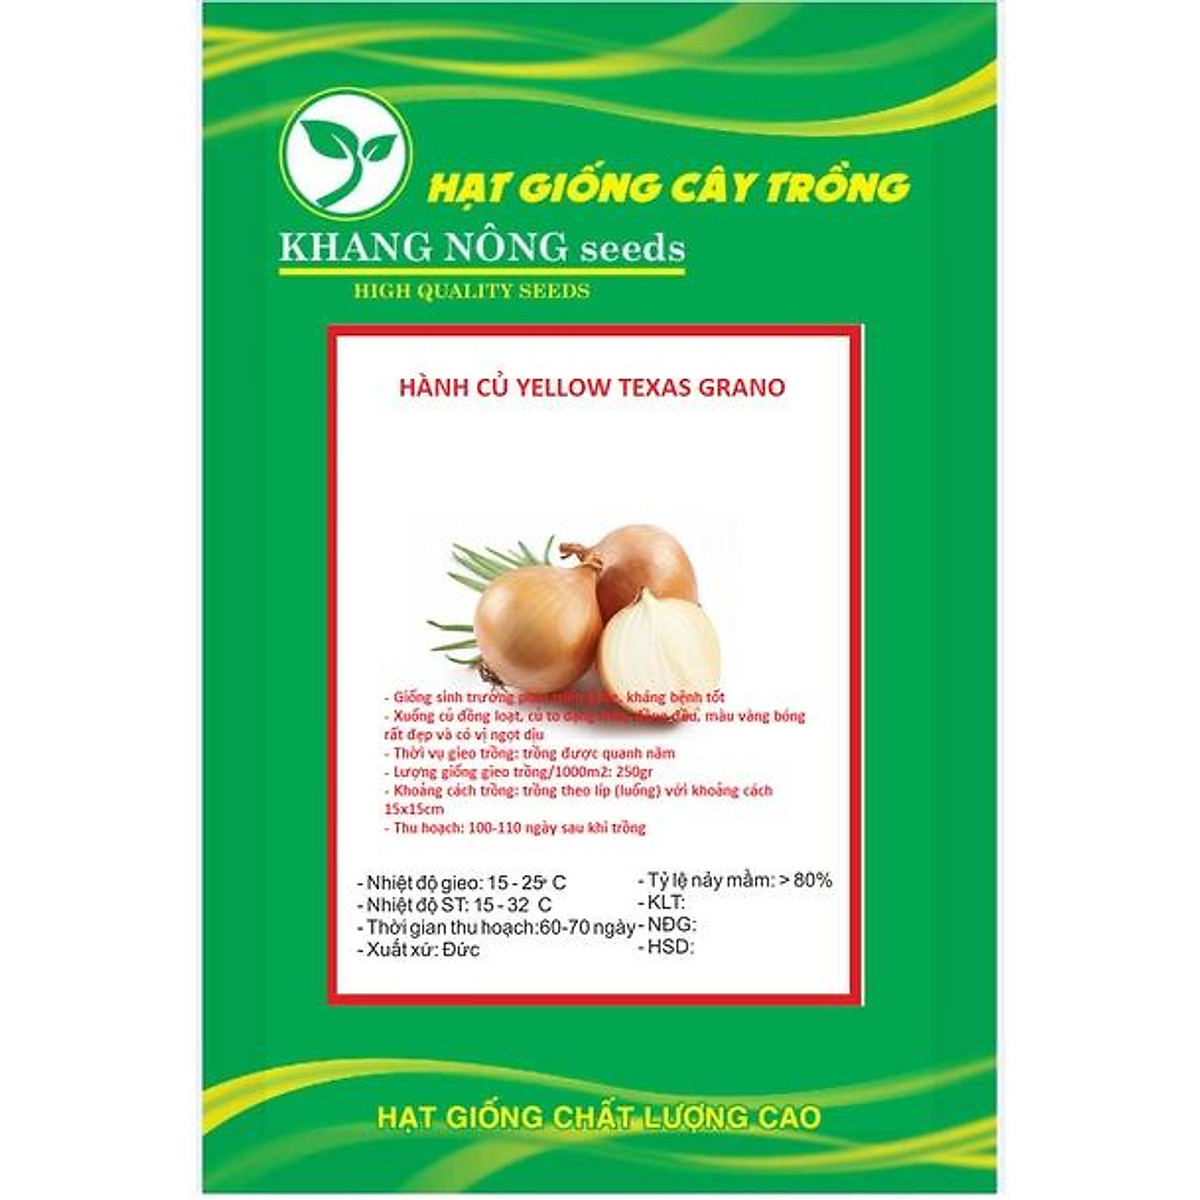 HẠT GIỐNG CÂY TRỒNG
KHANG NÔNG seeds
HIGH QUALITY SEEDS
HÀNH CỦ YELLOW TEXAS GRANO
- Giống sinh trưởng kháng bệnh tốt
- Xuống củ đồng loạt, củ to đều, màu vàng bóng
rất đẹp và có vị ngọt dịu
- Thời vụ gieo trồng: trồng được quanh năm
- Lượng giống gieo trồng/1000m2: 250gr
- Khoảng cách trồng: trồng theo líp (luống) với khoảng cách
15x15cm
- Thu hoạch: 100-110 ngày sau khi trồng
- Nhiệt độ gieo: 15 - 25° C
- Nhiệt độ ST: 15 - 32 C
- Thời gian thu hoạch:60-70 ngày
- Xuất xứ: Đức
- Tỷ lệ nảy mầm: > 80%
- KLT:
- NĐG:
- HSD:
HẠT GIỐNG CHẤT LƯỢNG CAO